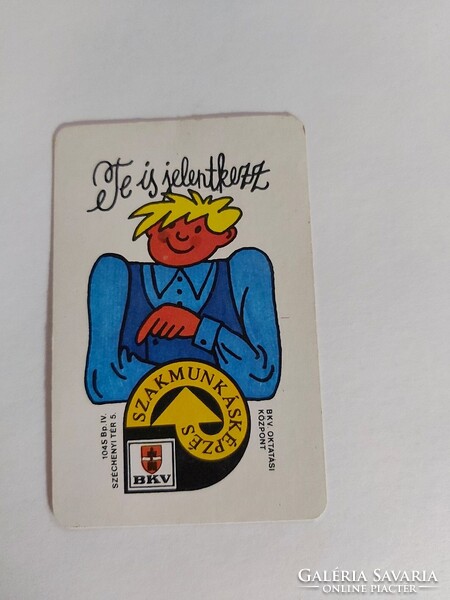 Te is jelentkezz
SZAKMUNKÁSKÉPZÉS
1045 Bp. IV.
SZÉCHENYI TÉR 5.
BKV. OKTATÁSI
KÖZPONT
BKV
GALÉRIA SAVARIA
ONLINE PIACTÉR